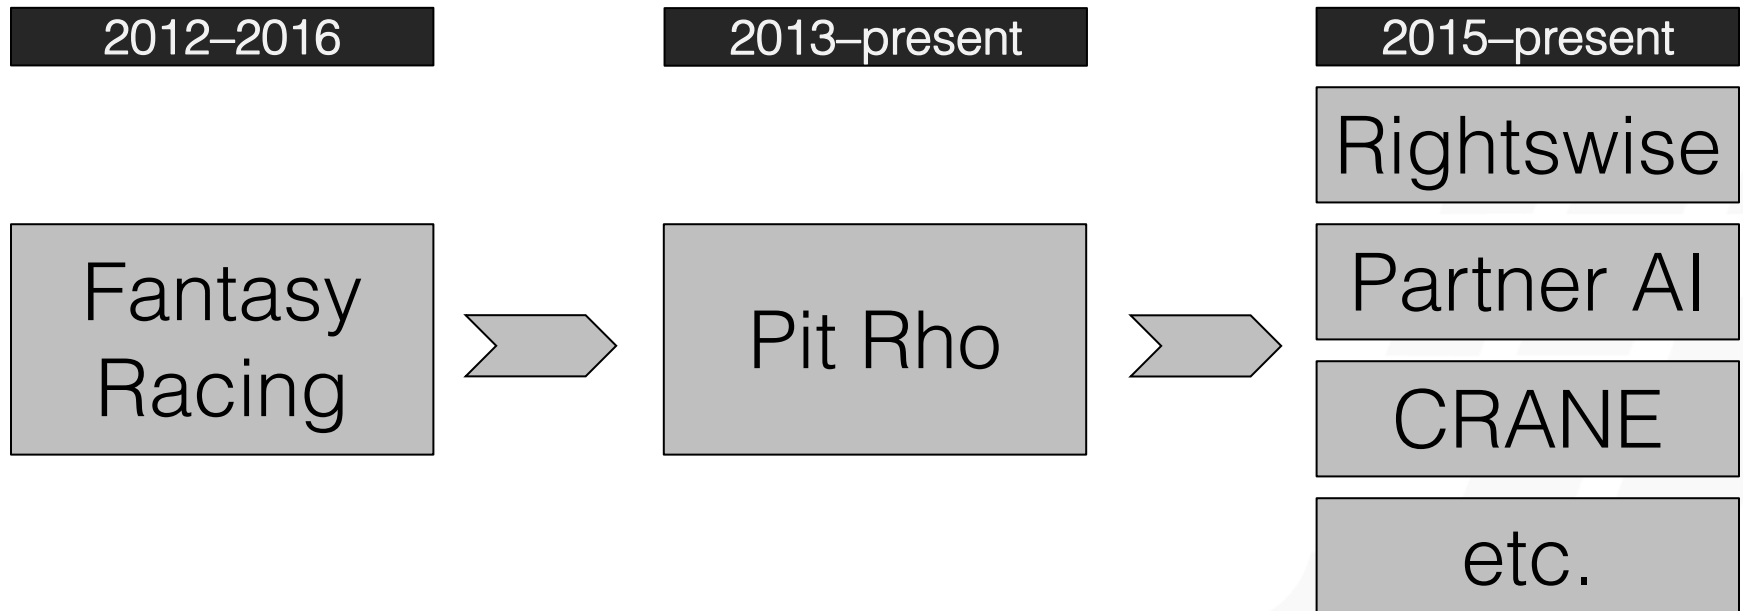 2012–2016
Fantasy
Racing
2013–present
Pit Rho
2015–present
Rightswise
Partner AI
CRANE
etc.